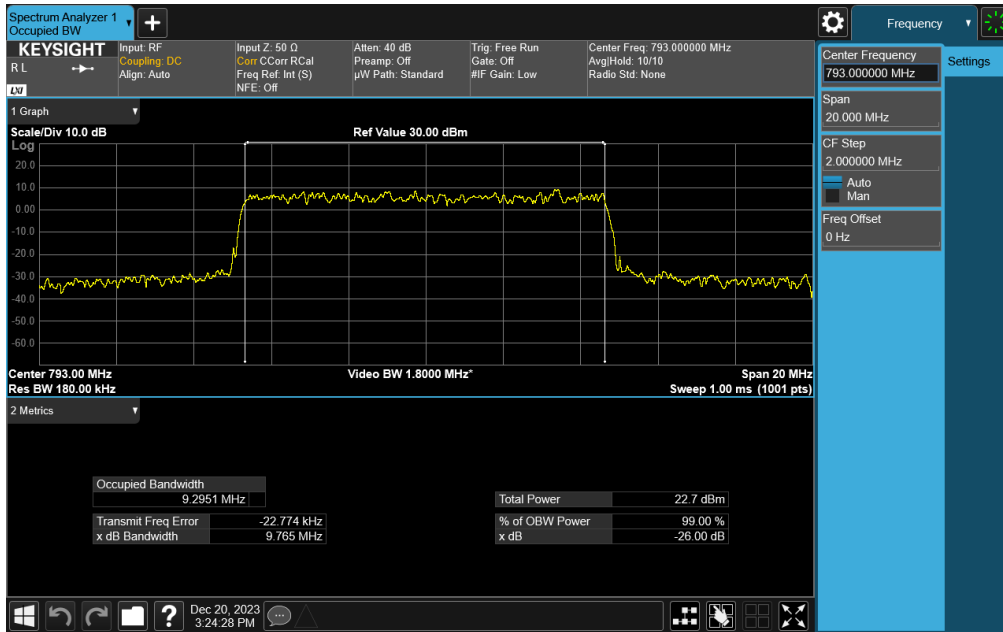 Spectrum Analyzer 1
Occupied BW
Frequency
KEYSIGHT
R L
LXI
Input: RF
Coupling: DC
Align: Auto
Input Z: 50 Ω
Corr CCorr RCal
Freq Ref: Int (S)
NFE: Off
Atten: 40 dB
Preamp: Off
µW Path: Standard
Trig: Free Run
Gate: Off
#IF Gain: Low
Center Freq: 793.000000 MHz
Avg|Hold: 10/10
Radio Std: None
Center Frequency
793.000000 MHz
Settings
Span
20.000 MHz
CF Step
2.000000 MHz
Auto
Man
Freq Offset
0 Hz
1 Graph
Scale/Div 10.0 dB
Ref Value 30.00 dBm
Log
20.0
10.0
0.00
-10.0
-20.0
-30.0
-40.0
-50.0
-60.0
Center 793.00 MHz
Video BW 1.8000 MHz*
Span 20 MHz
Res BW 180.00 kHz
Sweep 1.00 ms (1001 pts)
2 Metrics
Occupied Bandwidth
9.2951 MHz
Total Power 22.7 dBm
Transmit Freq Error -22.774 kHz
% of OBW Power 99.00 %
x dB Bandwidth 9.765 MHz
x dB -26.00 dB
?
Dec 20, 2023
3:24:28 PM